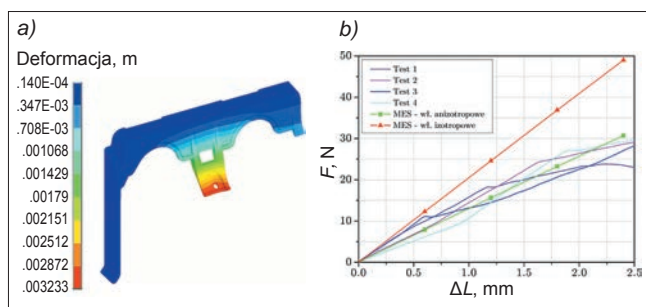 a)
Deformacja, m
.140E-04
.347E-03
.708E-03
.001068
.001429
.00179
.002151
.002512
.002872
.003233
b)
50
40
30
20
10
0
F, N
Test 1
Test 2
Test 3
Test 4
MES - wł. anizotropowe
MES - wł. izotropowe
0.0 0.5 1.0 1.5 2.0 2.5
ΔL, mm